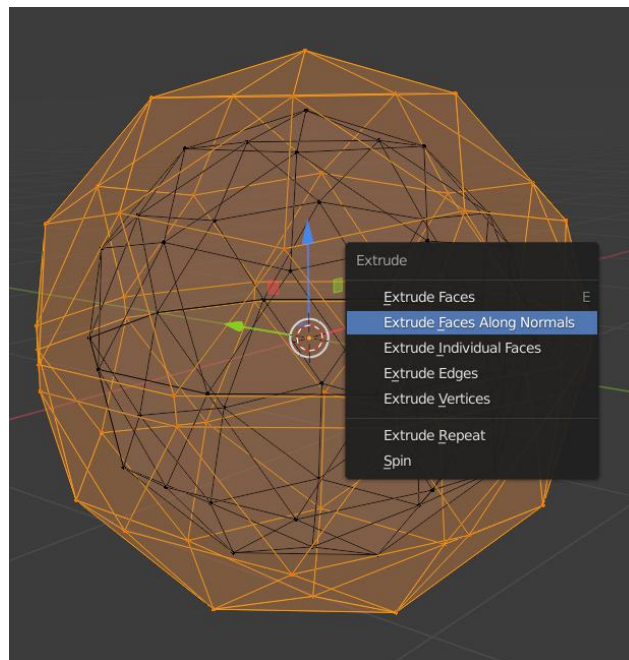 Extrude
Extrude Faces E
Extrude Faces Along Normals
Extrude Individual Faces
Extrude Edges
Extrude Vertices
Extrude Repeat
Spin